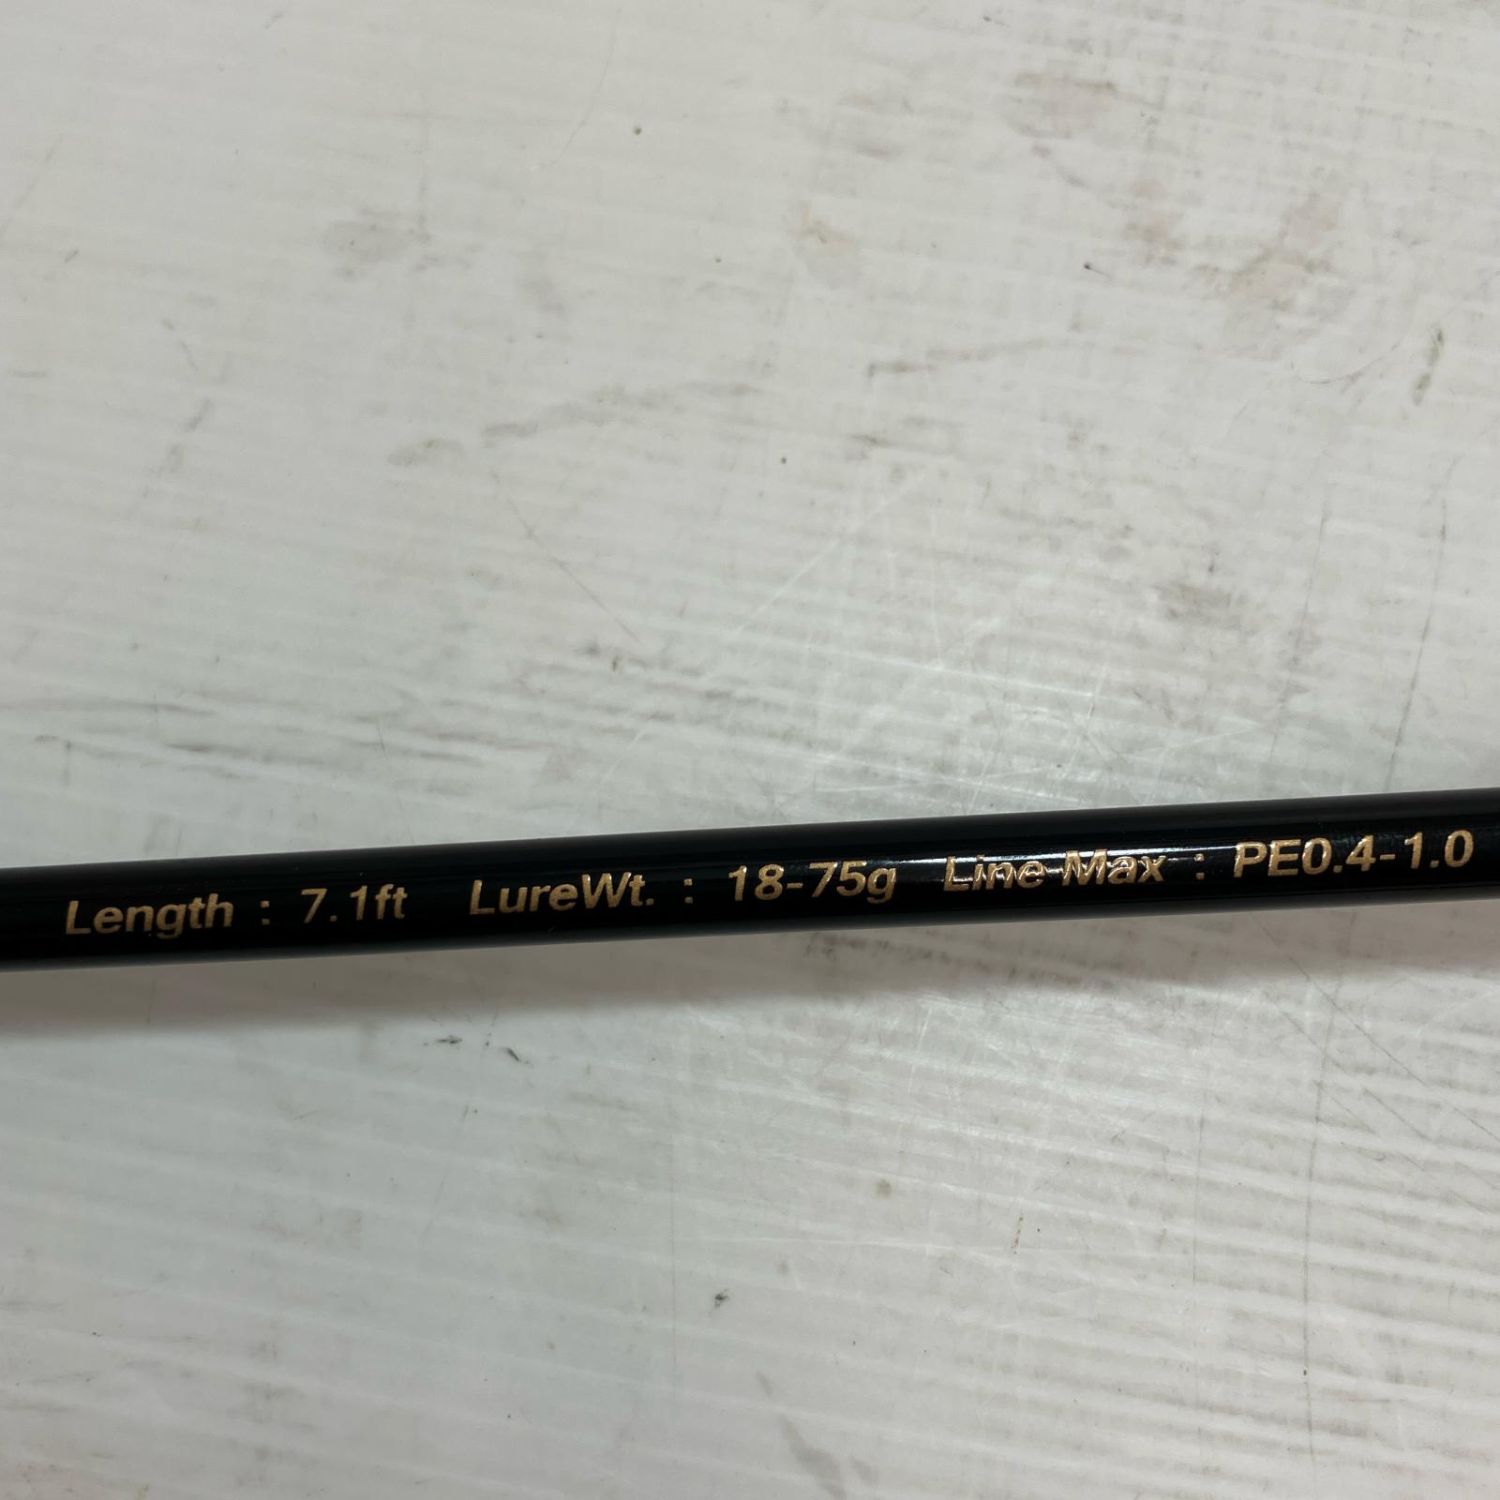 Length : 7.1ft LureWt. : 18-75g Line Max : PE0.4-1.0